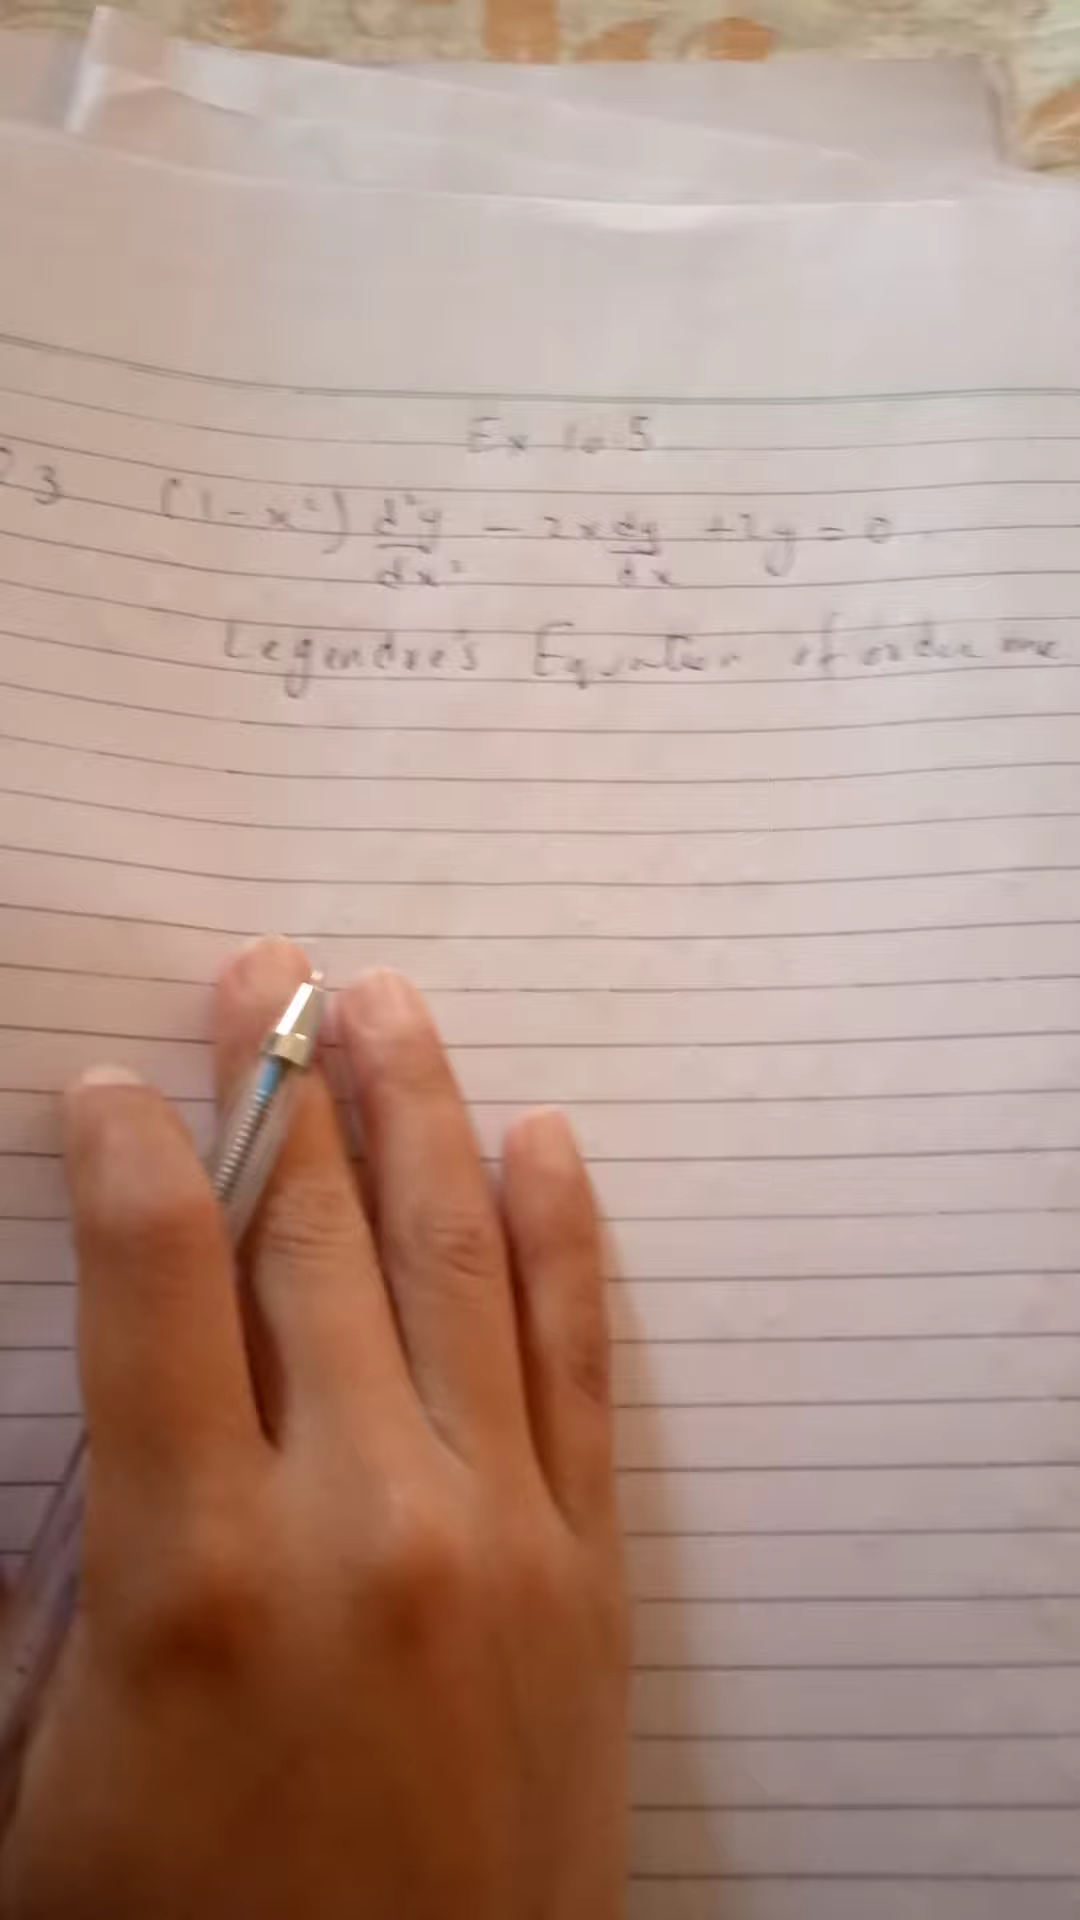 Ex 10.5
Q3 (1-x²) d²y/dx² - 2x dy/dx + 2y = 0
Legendre's Equation of order one